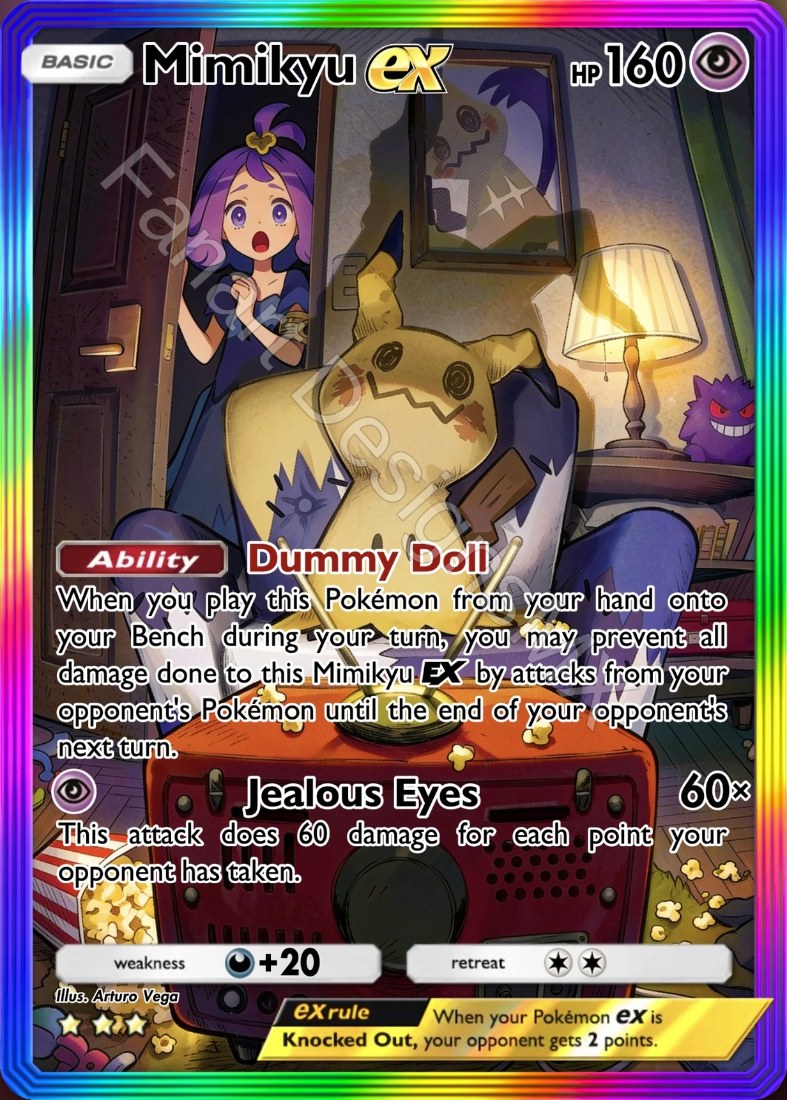 BASIC Mimikyu ex HP 160
Fanart Designer
Ability Dummy Doll
When you play this Pokémon from your hand onto
your Bench during your turn, you may prevent all
damage done to this Mimikyu EX by attacks from your
opponent's Pokémon until the end of your opponent's
next turn.
Jealous Eyes 60×
This attack does 60 damage for each point your
opponent has taken.
weakness +20 retreat
Illus. Arturo Vega
ex rule When your Pokémon ex is
Knocked Out, your opponent gets 2 points.